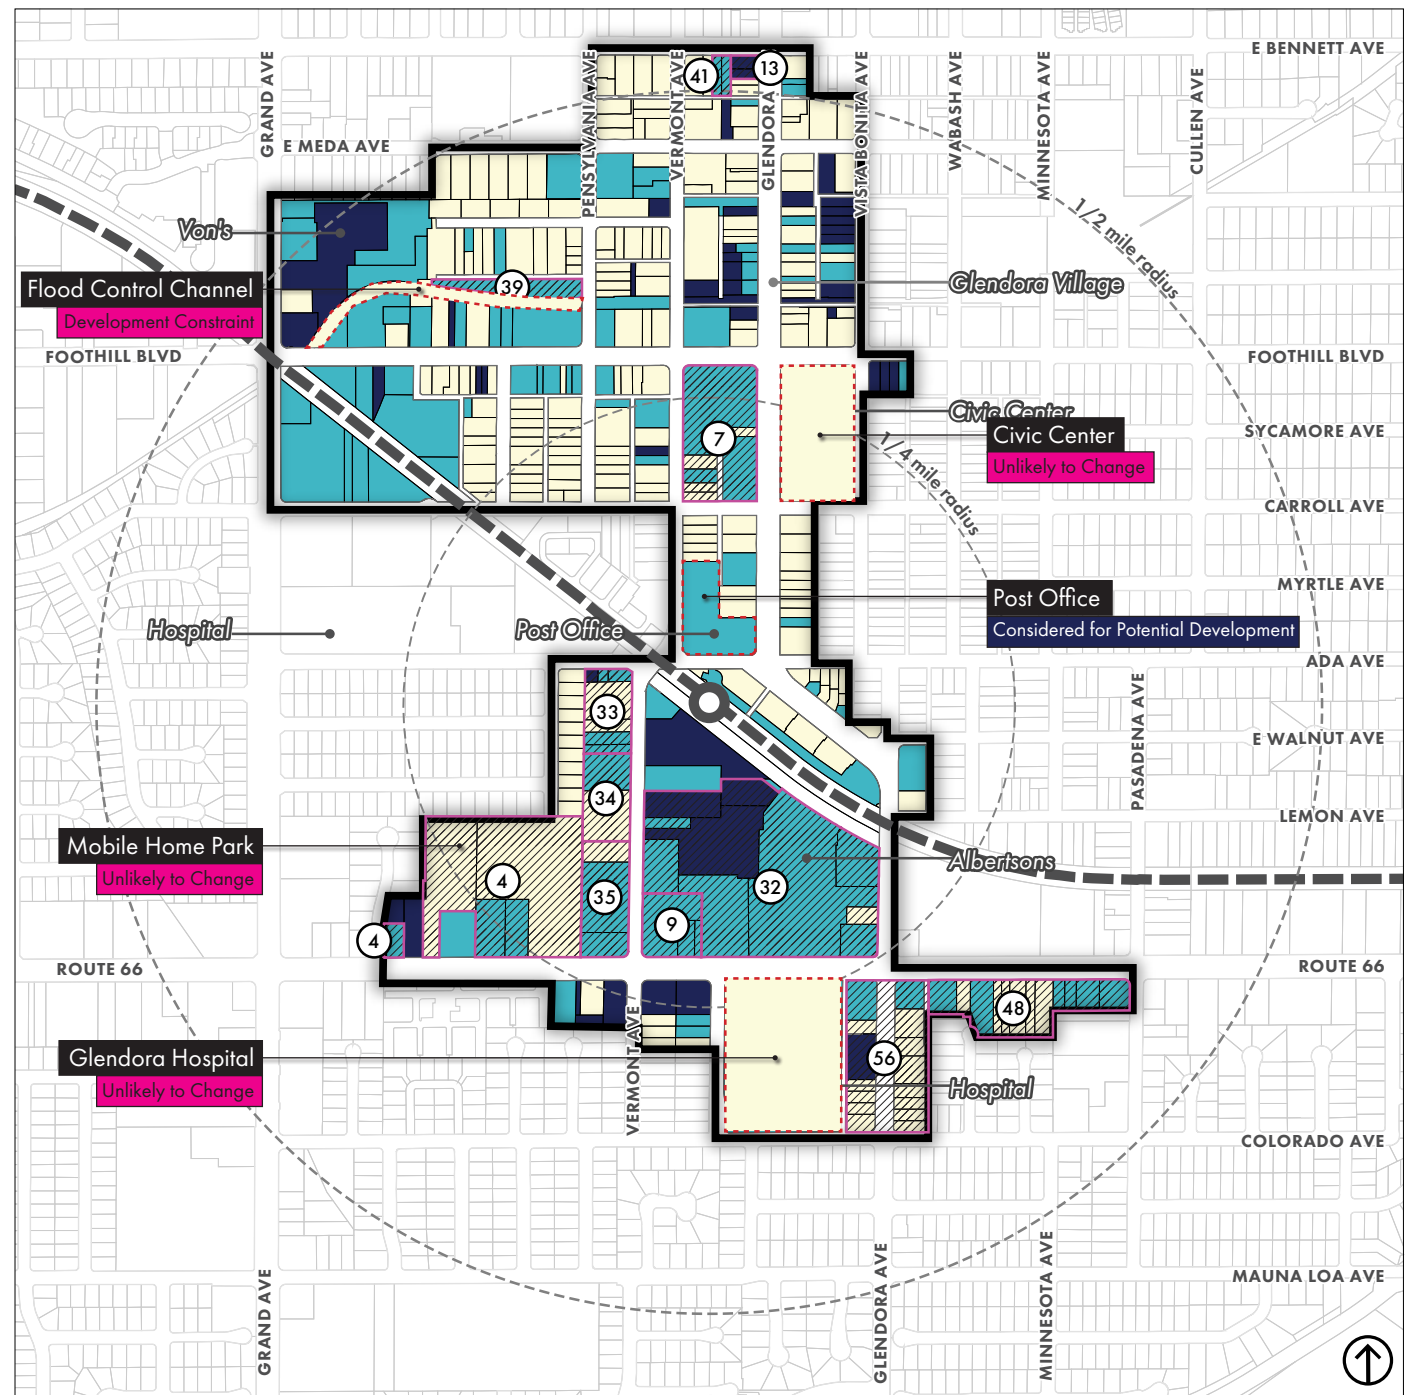 E BENNETT AVE
GRAND AVE
PENSYLVANIA AVE
VERMONT AVE
41
13
GLENDORA
VISTA BONITA AVE
WABASH AVE
MINNESOTA AVE
CULLEN AVE
E MEDA AVE
1/2 mile radius
Von's
Flood Control Channel
Development Constraint
39
Glendora Village
FOOTHILL BLVD
FOOTHILL BLVD
Civic Center
Civic Center
Unlikely to Change
SYCAMORE AVE
7
1/4 mile radius
CARROLL AVE
MYRTLE AVE
Post Office
Considered for Potential Development
Hospital
Post Office
ADA AVE
PASADENA AVE
33
E WALNUT AVE
34
LEMON AVE
Mobile Home Park
Unlikely to Change
Albertsons
4
35
32
9
4
ROUTE 66
ROUTE 66
48
VERMONT AVE
Glendora Hospital
Unlikely to Change
56
Hospital
COLORADO AVE
GRAND AVE
GLENDORA AVE
MINNESOTA AVE
MAUNA LOA AVE